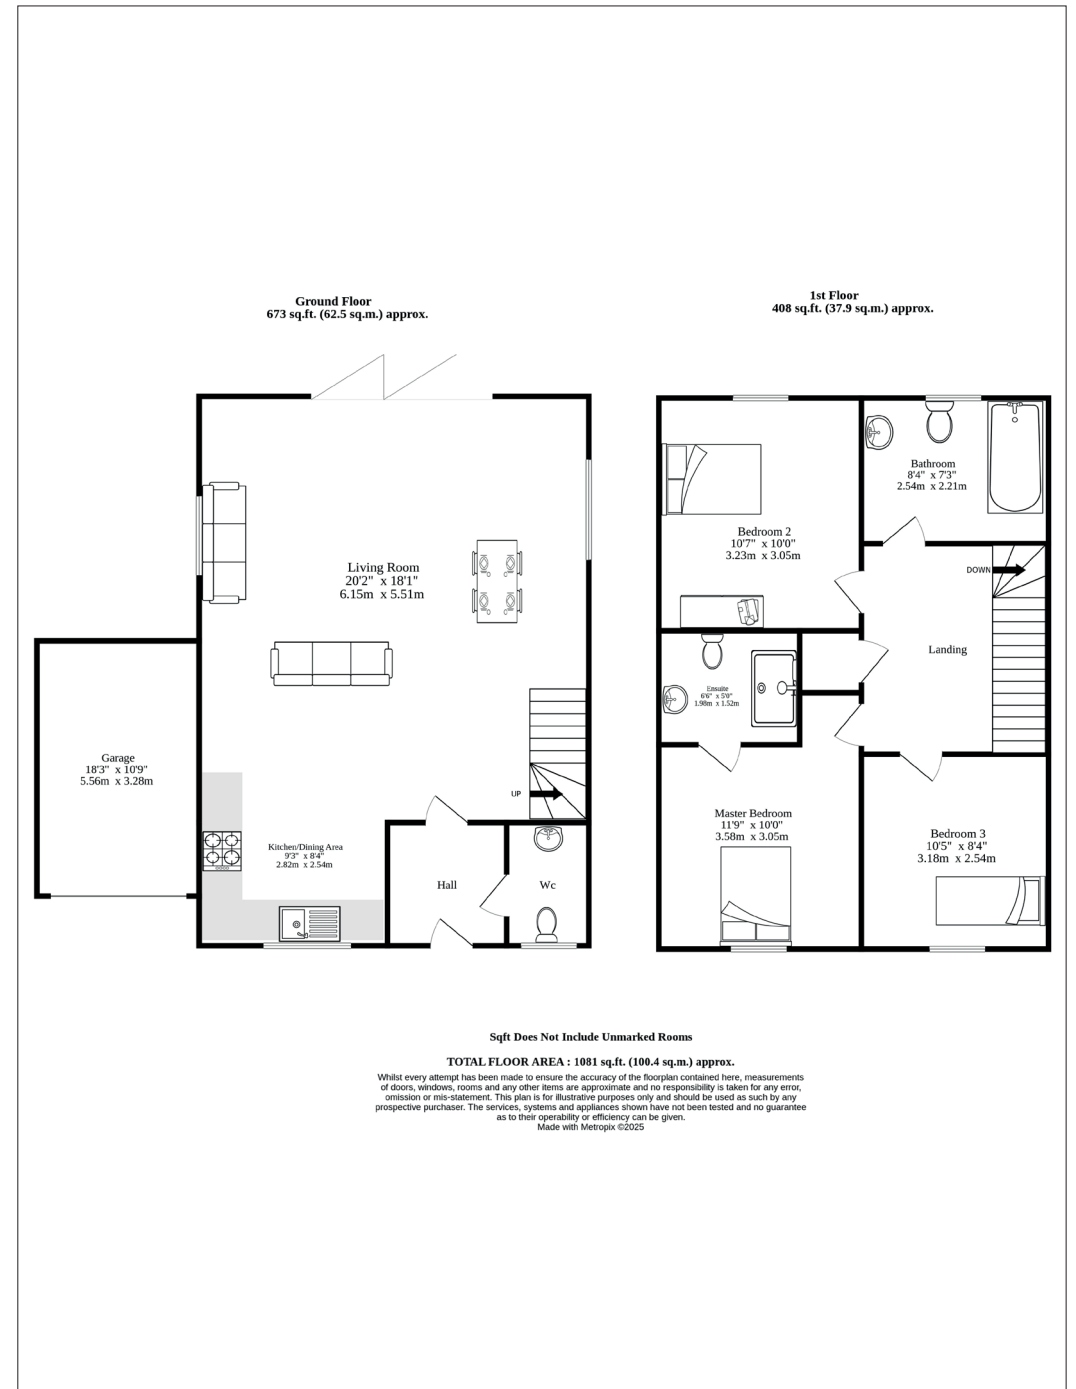 Ground Floor
673 sq.ft. (62.5 sq.m.) approx.
1st Floor
408 sq.ft. (37.9 sq.m.) approx.
Living Room
20'2" x 18'1"
6.15m x 5.51m
UP
Garage
18'3" x 10'9"
5.56m x 3.28m
Kitchen/Dining Area
9'3" x 8'4"
2.82m x 2.54m
Hall
Wc
Bathroom
8'4" x 7'3"
2.54m x 2.21m
Bedroom 2
10'7" x 10'0"
3.23m x 3.05m
DOWN
Landing
Ensuite
6'6" x 5'0"
1.98m x 1.52m
Master Bedroom
11'9" x 10'0"
3.58m x 3.05m
Bedroom 3
10'5" x 8'4"
3.18m x 2.54m
Sqft Does Not Include Unmarked Rooms
TOTAL FLOOR AREA : 1081 sq.ft. (100.4 sq.m.) approx.
Whilst every attempt has been made to ensure the accuracy of the floorplan contained here, measurements
of doors, windows, rooms and any other items are approximate and no responsibility is taken for any error,
omission or mis-statement. This plan is for illustrative purposes only and should be used as such by any
prospective purchaser. The services, systems and appliances shown have not been tested and no guarantee
as to their operability or efficiency can be given.
Made with Metropix ©2025